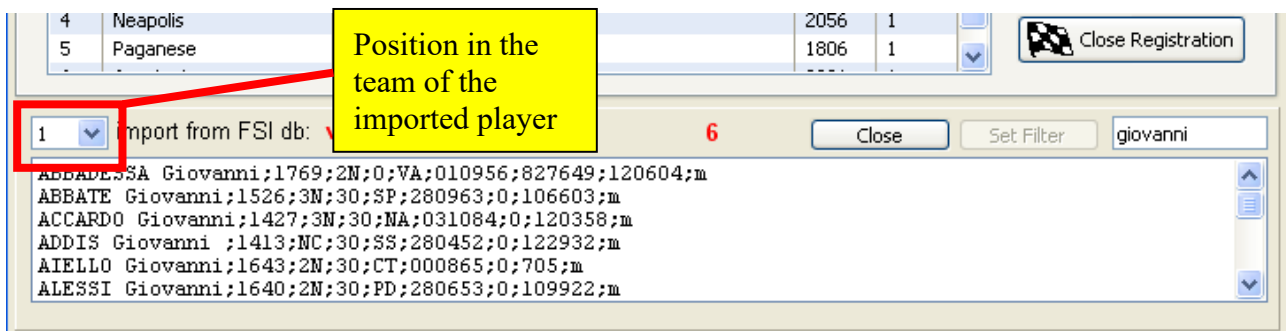 4 Neapolis 2056 1
5 Paganese 1806 1
Close Registration
Position in the
team of the
imported player
1 import from FSI db: 6 Close Set Filter giovanni
ABBADESSA Giovanni;1769;2N;0;VA;010956;827649;120604;m
ABBATE Giovanni;1526;3N;30;SP;280963;0;106603;m
ACCARDO Giovanni;1427;3N;30;NA;031084;0;120358;m
ADDIS Giovanni ;1413;NC;30;SS;280452;0;122932;m
AIELLO Giovanni;1643;2N;30;CT;000865;0;705;m
ALESSI Giovanni;1640;2N;30;PD;280653;0;109922;m